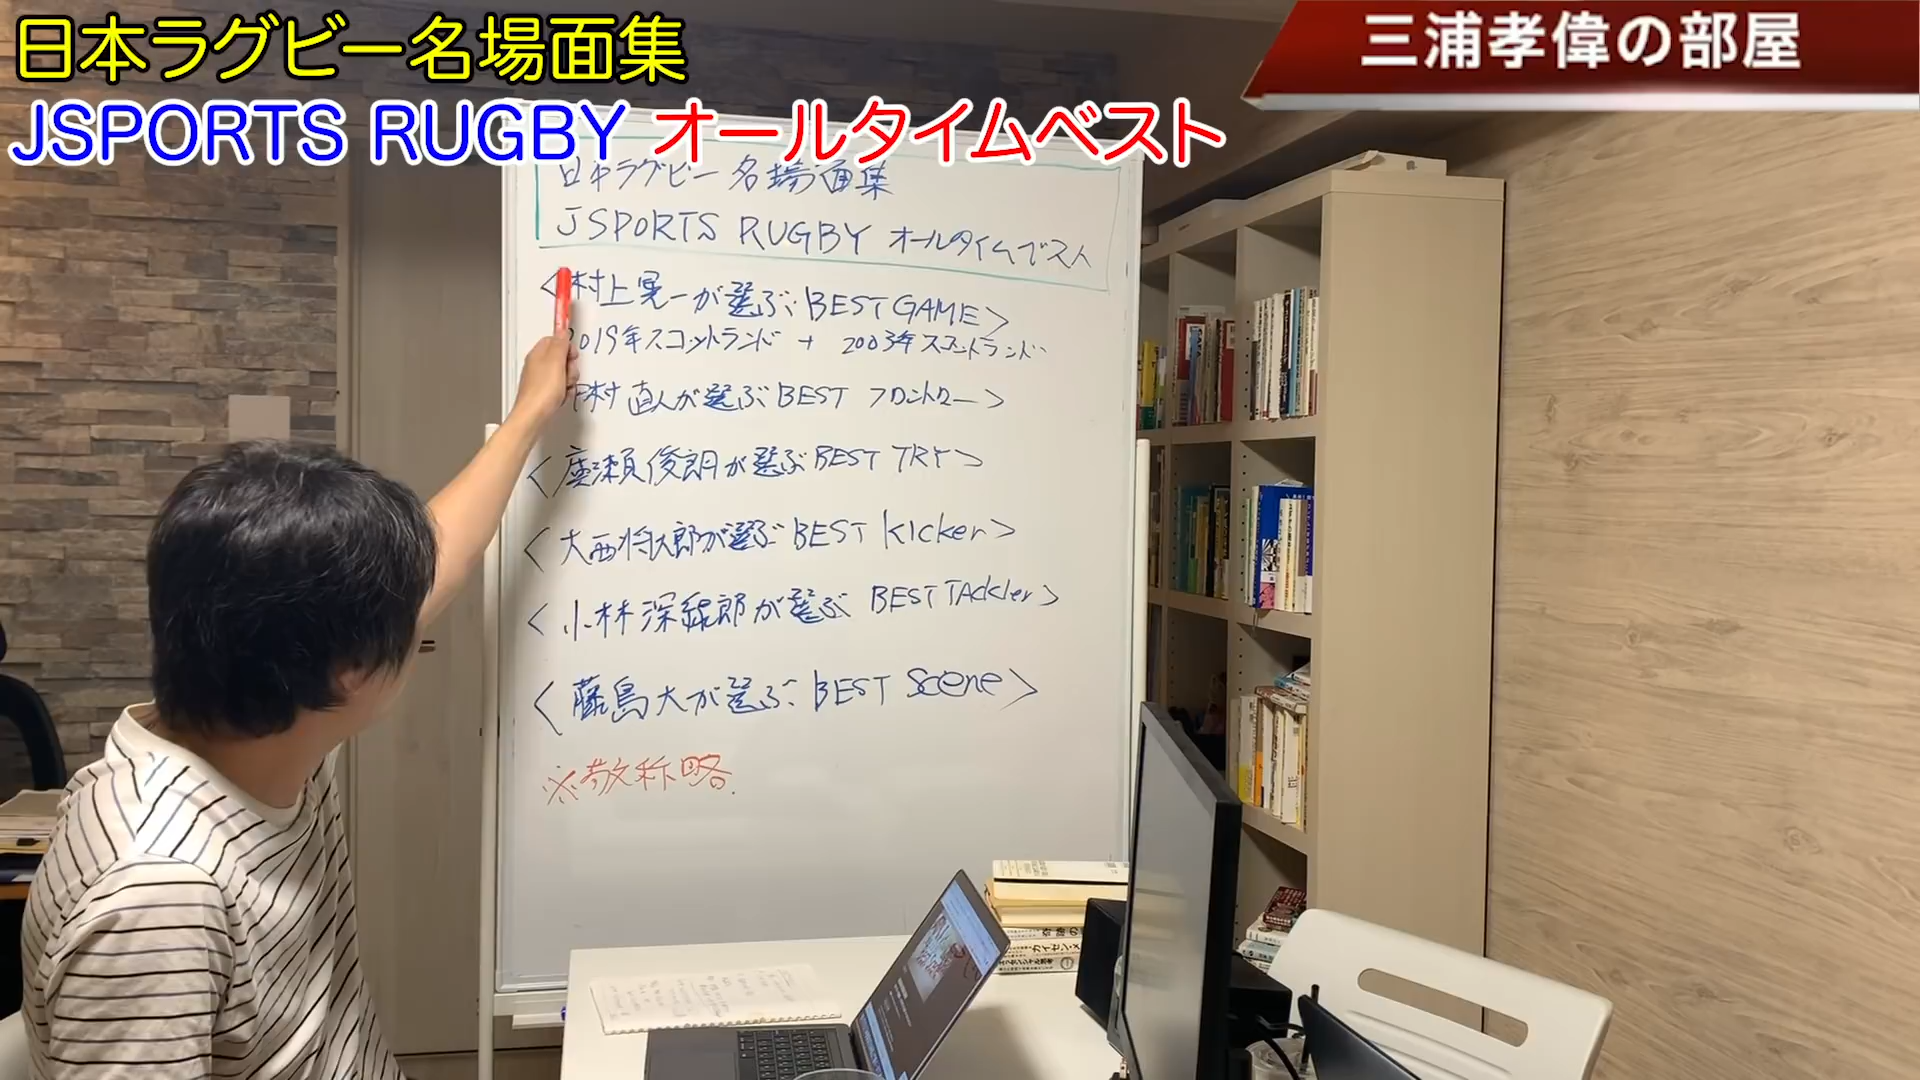 日本ラグビー名場面集
三浦孝偉の部屋
JSPORTS RUGBY オールタイムベスト
日本ラグビー名場面集
JSPORTS RUGBY オールタイムベスト
<村上晃一が選ぶ BEST GAME>
2019年スコットランド + 2003年スコットランド
村直人が選ぶ BEST フロントロー>
<廣瀬俊朗が選ぶ BEST TRY>
<大西将太郎が選ぶ BEST kicker>
<小林深緑郎が選ぶ BEST TAckler>
<藤島大が選ぶ BEST Scene>
※敬称略.